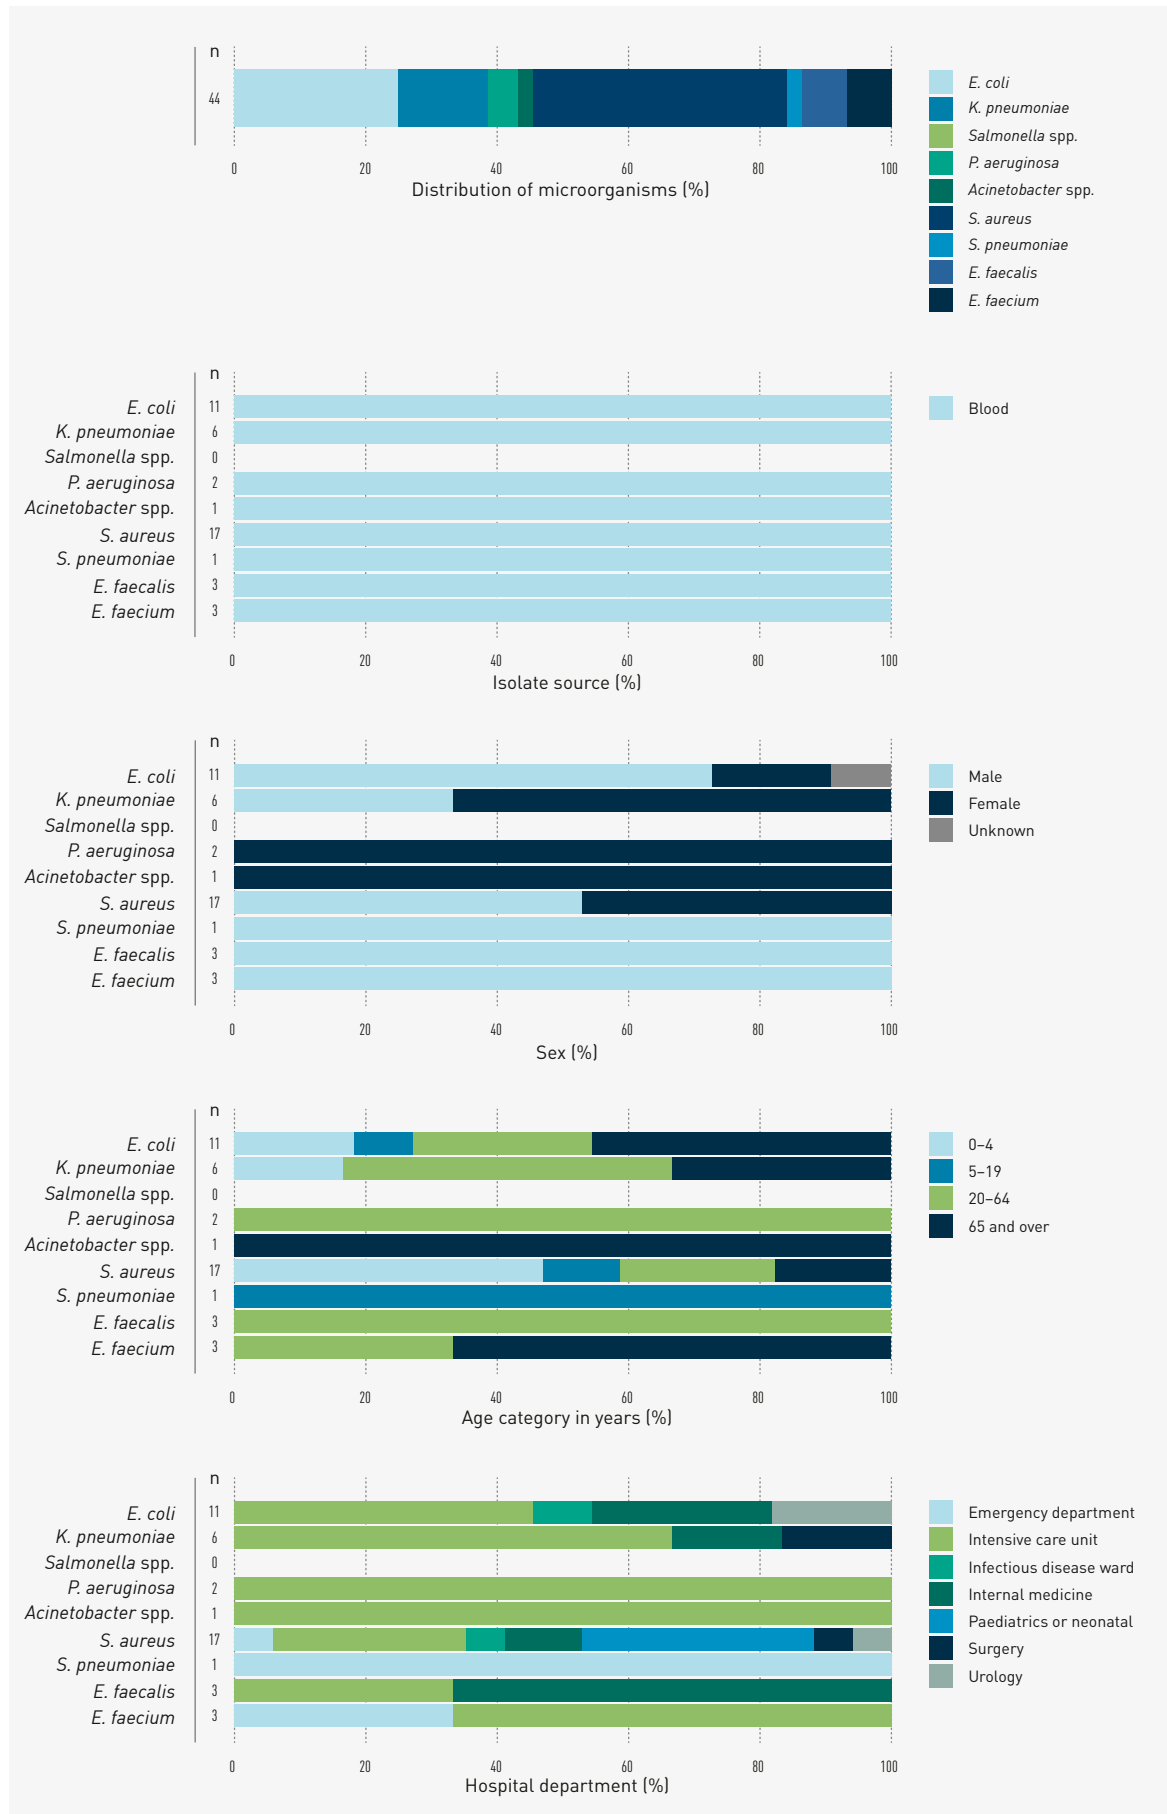 n
44
0 20 40 60 80 100
Distribution of microorganisms (%)
E. coli
K. pneumoniae
Salmonella spp.
P. aeruginosa
Acinetobacter spp.
S. aureus
S. pneumoniae
E. faecalis
E. faecium
n
E. coli 11
K. pneumoniae 6
Salmonella spp. 0
P. aeruginosa 2
Acinetobacter spp. 1
S. aureus 17
S. pneumoniae 1
E. faecalis 3
E. faecium 3
0 20 40 60 80 100
Isolate source (%)
Blood
n
E. coli 11
K. pneumoniae 6
Salmonella spp. 0
P. aeruginosa 2
Acinetobacter spp. 1
S. aureus 17
S. pneumoniae 1
E. faecalis 3
E. faecium 3
0 20 40 60 80 100
Sex (%)
Male
Female
Unknown
n
E. coli 11
K. pneumoniae 6
Salmonella spp. 0
P. aeruginosa 2
Acinetobacter spp. 1
S. aureus 17
S. pneumoniae 1
E. faecalis 3
E. faecium 3
0 20 40 60 80 100
Age category in years (%)
0–4
5–19
20–64
65 and over
n
E. coli 11
K. pneumoniae 6
Salmonella spp. 0
P. aeruginosa 2
Acinetobacter spp. 1
S. aureus 17
S. pneumoniae 1
E. faecalis 3
E. faecium 3
0 20 40 60 80 100
Hospital department (%)
Emergency department
Intensive care unit
Infectious disease ward
Internal medicine
Paediatrics or neonatal
Surgery
Urology